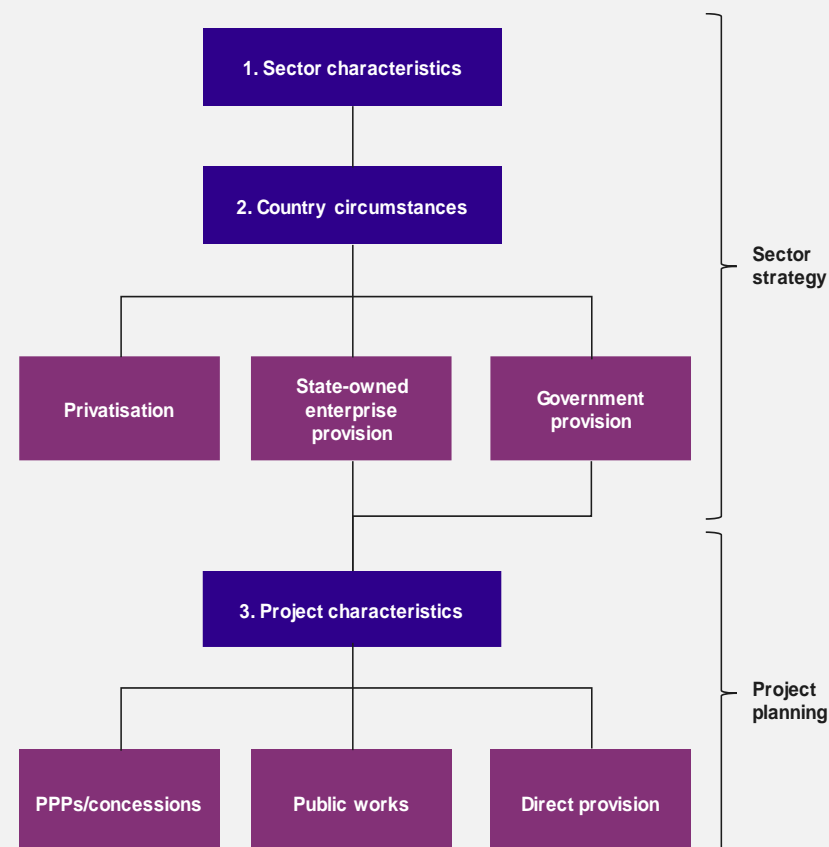 1. Sector characteristics
2. Country circumstances
Sector
strategy
Privatisation
State-owned
enterprise
provision
Government
provision
3. Project characteristics
Project
planning
PPPs/concessions
Public works
Direct provision